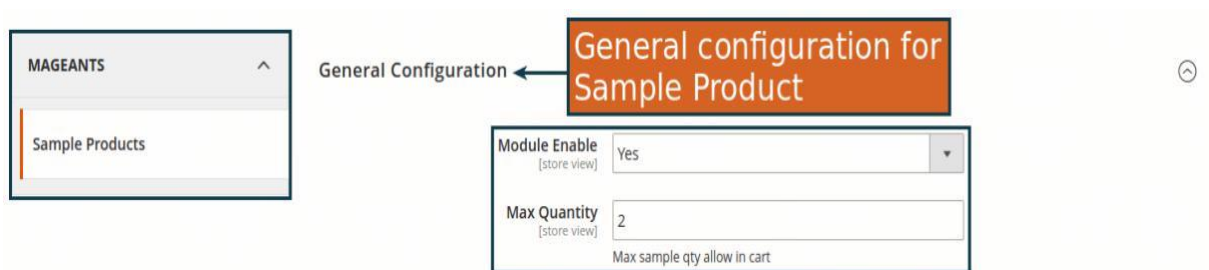 MAGEANTS
Sample Products
General Configuration
General configuration for
Sample Product
Module Enable
[store view]
Yes
Max Quantity
[store view]
2
Max sample qty allow in cart